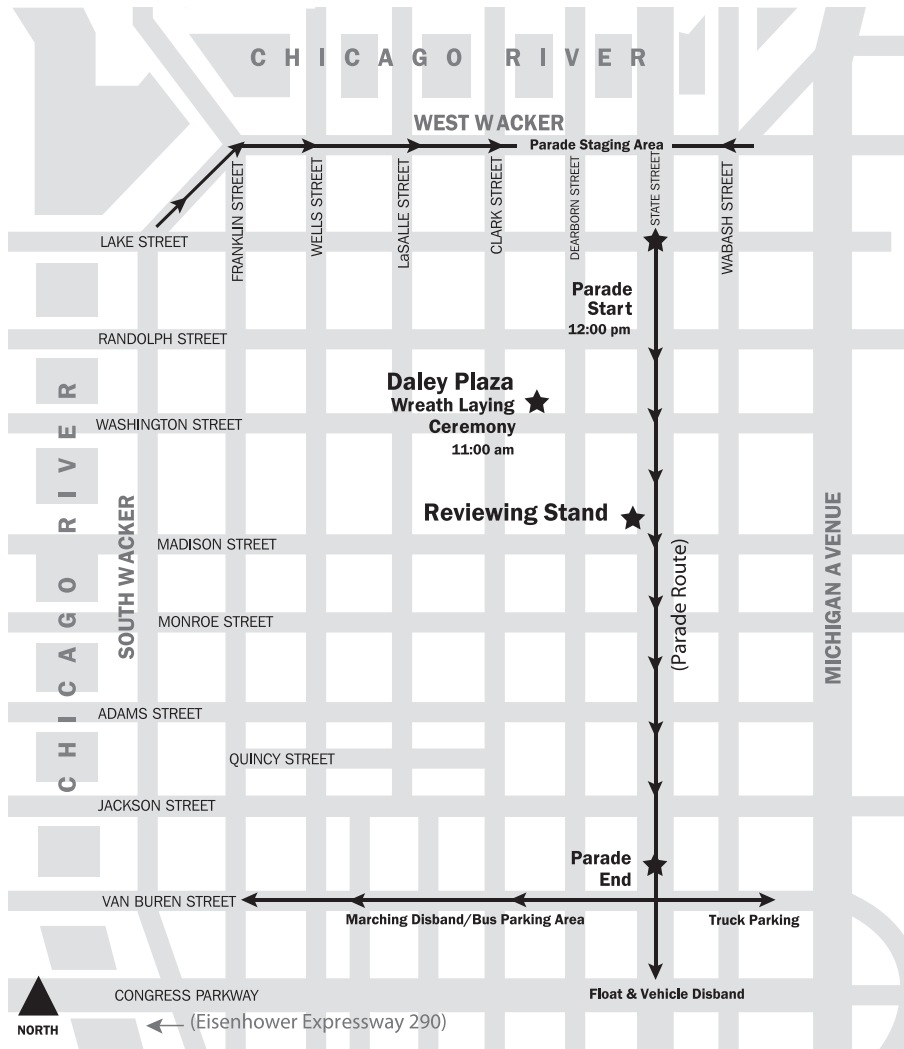 CHICAGO RIVER
WEST WACKER
Parade Staging Area
FRANKLIN STREET
WELLS STREET
LaSALLE STREET
CLARK STREET
DEARBORN STREET
STATE STREET
WABASH STREET
LAKE STREET
Parade
Start
12:00 pm
RANDOLPH STREET
Daley Plaza
Wreath Laying
Ceremony
11:00 am
WASHINGTON STREET
CHICAGO RIVER
SOUTH WACKER
Reviewing Stand
MADISON STREET
(Parade Route)
MICHIGAN AVENUE
MONROE STREET
ADAMS STREET
QUINCY STREET
JACKSON STREET
Parade
End
VAN BUREN STREET
Marching Disband/Bus Parking Area
Truck Parking
CONGRESS PARKWAY
Float & Vehicle Disband
(Eisenhower Expressway 290)
NORTH